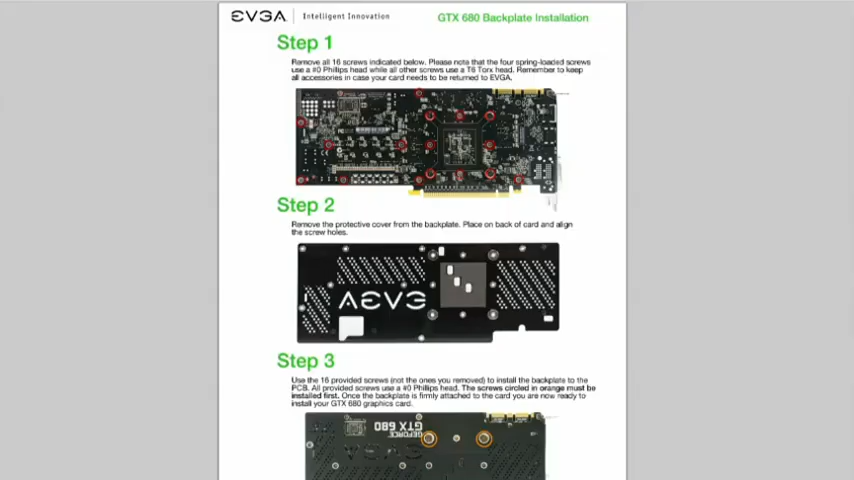 EVGA | Intelligent Innovation
GTX 680 Backplate Installation
Step 1
Remove all 16 screws indicated below. Please note that the four spring-loaded screws
use a #0 Phillips head while all other screws use a T6 Torx head. Remember to keep
all accessories in case your card needs to be returned to EVGA.
Step 2
Remove the protective cover from the backplate. Place on back of card and align
the screw holes.
EVGA
Step 3
Use the 16 provided screws (not the ones you removed) to install the backplate to the
PCB. All provided screws use a #0 Phillips head. The screws circled in orange must be
installed first. Once the backplate is firmly attached to the card you are now ready to
install your GTX 680 graphics card.
GEFORCE
GTX 680
EVGA